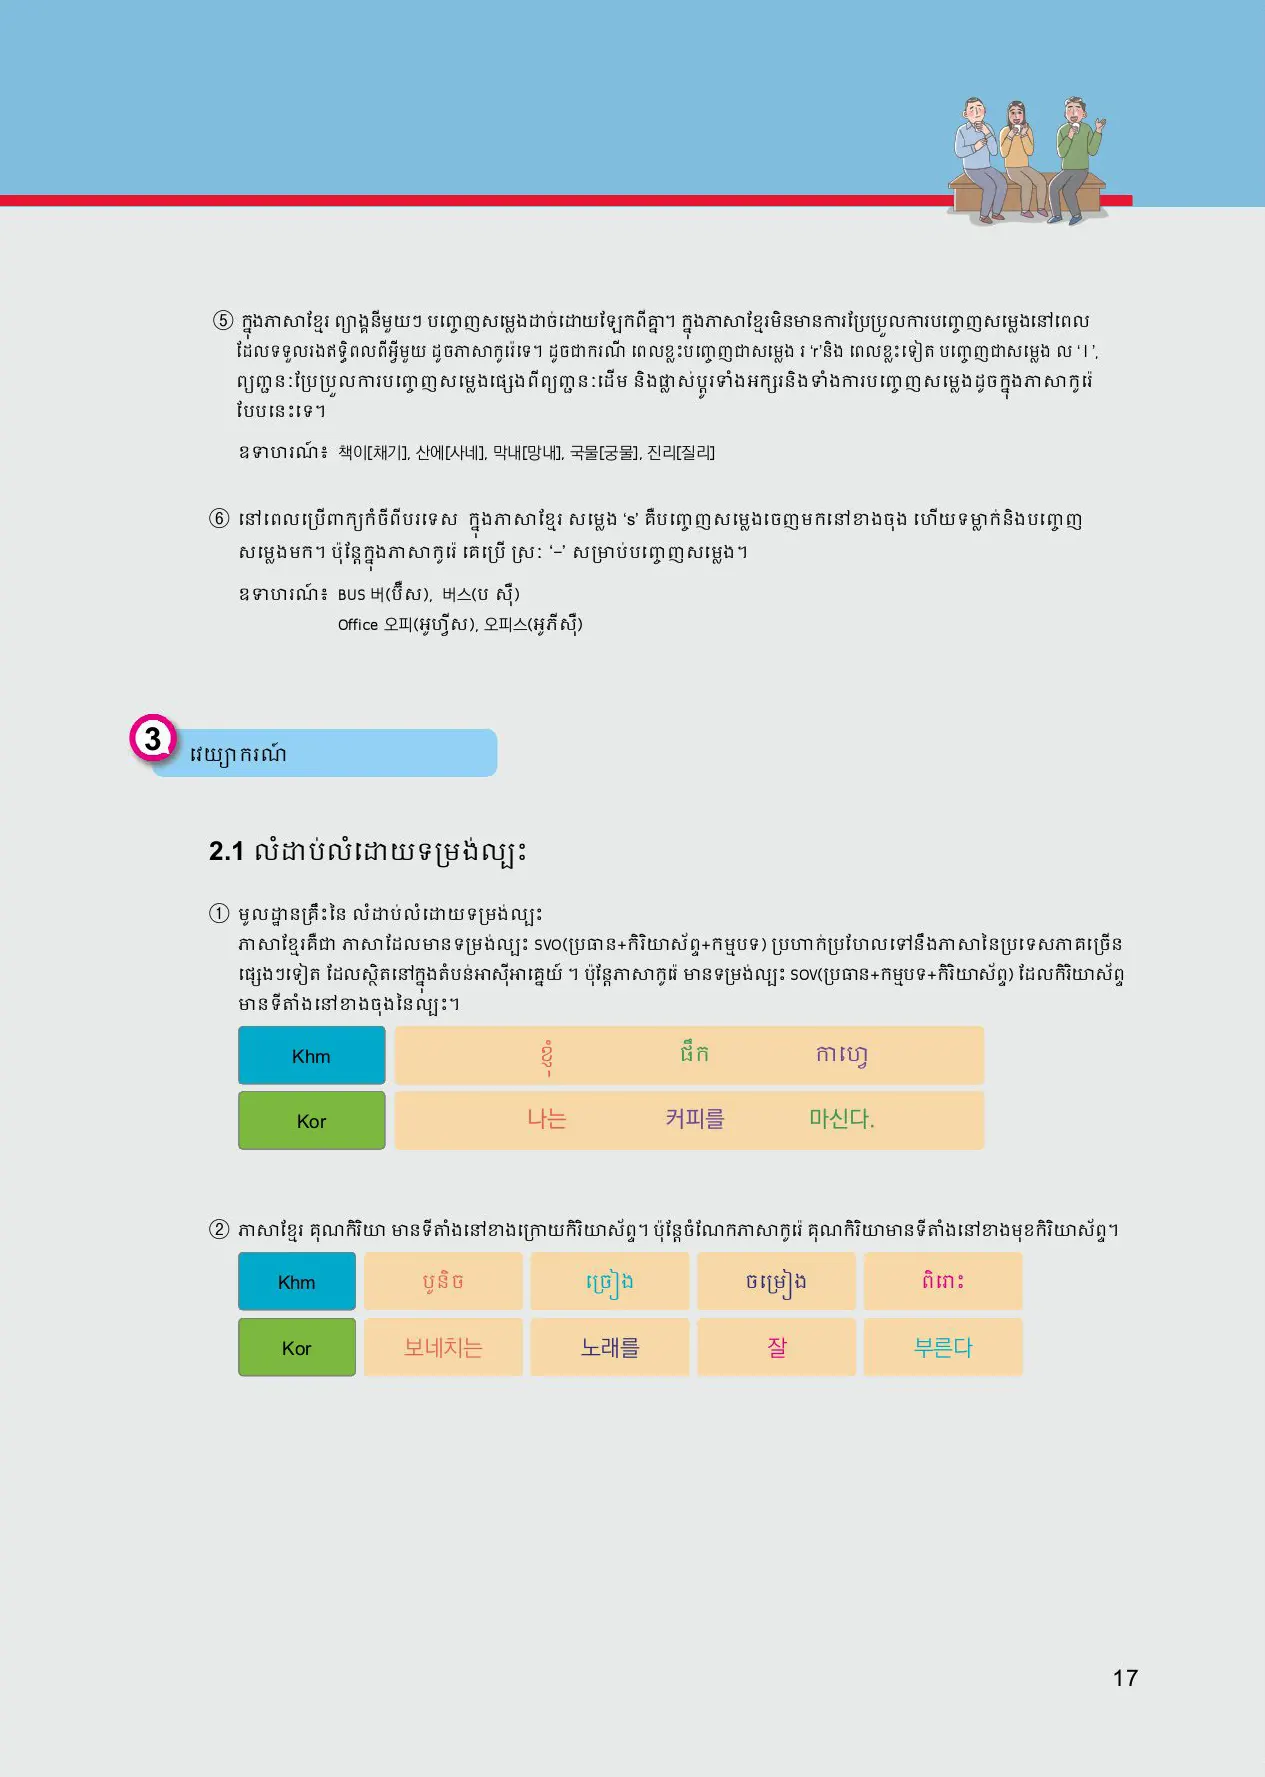 ⑤ ក្នុងភាសាខ្មែរ ព្យាង្គនីមួយៗ បញ្ចេញសម្លេងដាច់ដោយឡែកពីគ្នា។ ក្នុងភាសាខ្មែរមិនមានការប្រែប្រួលការបញ្ចេញសម្លេងនៅពេល
ដែលទទួលរងឥទ្ធិពលពីអ្វីមួយ ដូចភាសាកូរ៉េទេ។ ដូចជាករណី ពេលខ្លះបញ្ចេញជាសម្លេង រ ‘r’និង ពេលខ្លះទៀត បញ្ចេញជាសម្លេង ល ‘ l ’,
ព្យញ្ជនៈប្រែប្រួលការបញ្ចេញសម្លេងផ្សេងពីព្យញ្ជនៈដើម និងផ្លាស់ប្តូរទាំងអក្សរនិងទាំងការបញ្ចេញសម្លេងដូចក្នុងភាសាកូរ៉េ
បែបនេះទេ។
ឧទាហរណ៍៖ 책이[채기], 산에[사네], 막내[망내], 국물[궁물], 진리[질리]
⑥ នៅពេលប្រើពាក្យកំចីពីបរទេស ក្នុងភាសាខ្មែរ សម្លេង ‘s’ គឺបញ្ចេញសម្លេងចេញមកនៅខាងចុង ហើយទម្លាក់និងបញ្ចេញ
សម្លេងមក។ ប៉ុន្តែក្នុងភាសាកូរ៉េ គេប្រើ ស្រៈ ‘ㅡ’ សម្រាប់បញ្ចេញសម្លេង។
ឧទាហរណ៍៖ BUS 버(ប៊ឺស), 버스(ប ស៊ឺ)
Office 오피(អូហ្វីស), 오피스(អូភីស៊ឺ)
3 វេយ្យាករណ៍
2.1 លំដាប់លំដោយទម្រង់ល្បះ
① មូលដ្ឋានគ្រឹះនៃ លំដាប់លំដោយទម្រង់ល្បះ
ភាសាខ្មែរគឺជា ភាសាដែលមានទម្រង់ល្បះ SVO(ប្រធាន+កិរិយាស័ព្ទ+កម្មបទ) ប្រហាក់ប្រហែលទៅនឹងភាសានៃប្រទេសភាគច្រើន
ផ្សេងៗទៀត ដែលស្ថិតនៅក្នុងតំបន់អាស៊ីអាគ្នេយ៍ ។ ប៉ុន្តែភាសាកូរ៉េ មានទម្រង់ល្បះ SOV(ប្រធាន+កម្មបទ+កិរិយាស័ព្ទ) ដែលកិរិយាស័ព្ទ
មានទីតាំងនៅខាងចុងនៃល្បះ។
Khm ខ្ញុំ ផឹក កាហ្វេ
Kor 나는 커피를 마신다.
② ភាសាខ្មែរ គុណកិរិយា មានទីតាំងនៅខាងក្រោយកិរិយាស័ព្ទ។ ប៉ុន្តែចំណែកភាសាកូរ៉េ គុណកិរិយាមានទីតាំងនៅខាងមុខកិរិយាស័ព្ទ។
Khm បូនិច ច្រៀង ចម្រៀង ពិរោះ
Kor 보네치는 노래를 잘 부른다
17